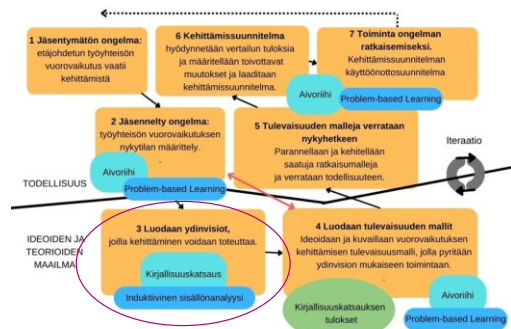 1 Jäsentymätön ongelma:
etäjohdetun työyhteisön
vuorovaikutus vaatii
kehittämistä
6 Kehittämissuunnitelma
hyödynnetään vertailun tuloksia
ja määritellään toivottavat
muutokset ja laaditaan
kehittämissuunnitelma.
7 Toiminta ongelman
ratkaisemiseksi.
Kehittämissuunnitelman
käyttöönottosuunnitelma
Aivoriihi
Problem-based Learning
2 Jäsennelty ongelma:
työyhteisön vuorovaikutuksen
nykytilan määrittely.
.
Aivoriihi
Problem-based Learning
5 Tulevaisuuden malleja verrataan
nykyhetkeen
Parannellaan ja kehitellään
saatuja ratkaisumalleja
ja verrataan todellisuuteen.
Iteraatio
TODELLISUUS
IDEOIDEN JA
TEORIOIDEN
MAAILMA
3 Luodaan ydinvisiot,
joilla kehittäminen voidaan toteuttaa.
Kirjallisuuskatsaus
Induktiivinen sisällönanalyysi
4 Luodaan tulevaisuuden mallit
Ideoidaan ja kuvaillaan vuorovaikutuksen
kehittämisen tulevaisuusmalli, jolla pyritään
ydinvision mukaiseen toimintaan.
Kirjallisuuskatsauksen
tulokset
Aivoriihi
Problem-based Learning